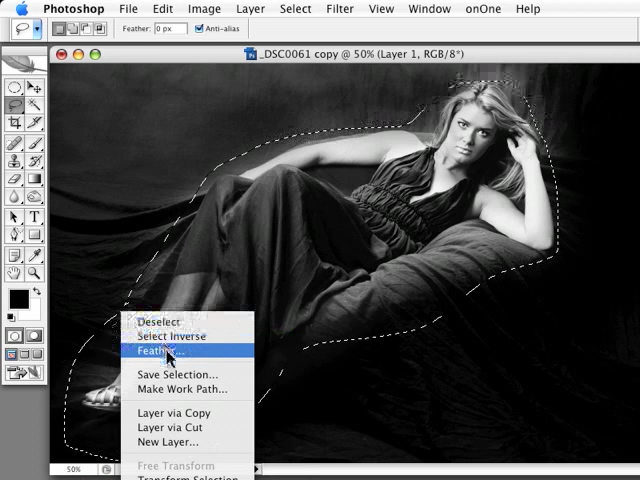 Photoshop File Edit Image Layer Select Filter View Window onOne Help
Feather: 0 px Anti-alias
_DSC0061 copy @ 50% (Layer 1, RGB/8*)
T
Deselect
Select Inverse
Feather...
Save Selection...
Make Work Path...
Layer via Copy
Layer via Cut
New Layer...
Free Transform
50%
Transform Selection